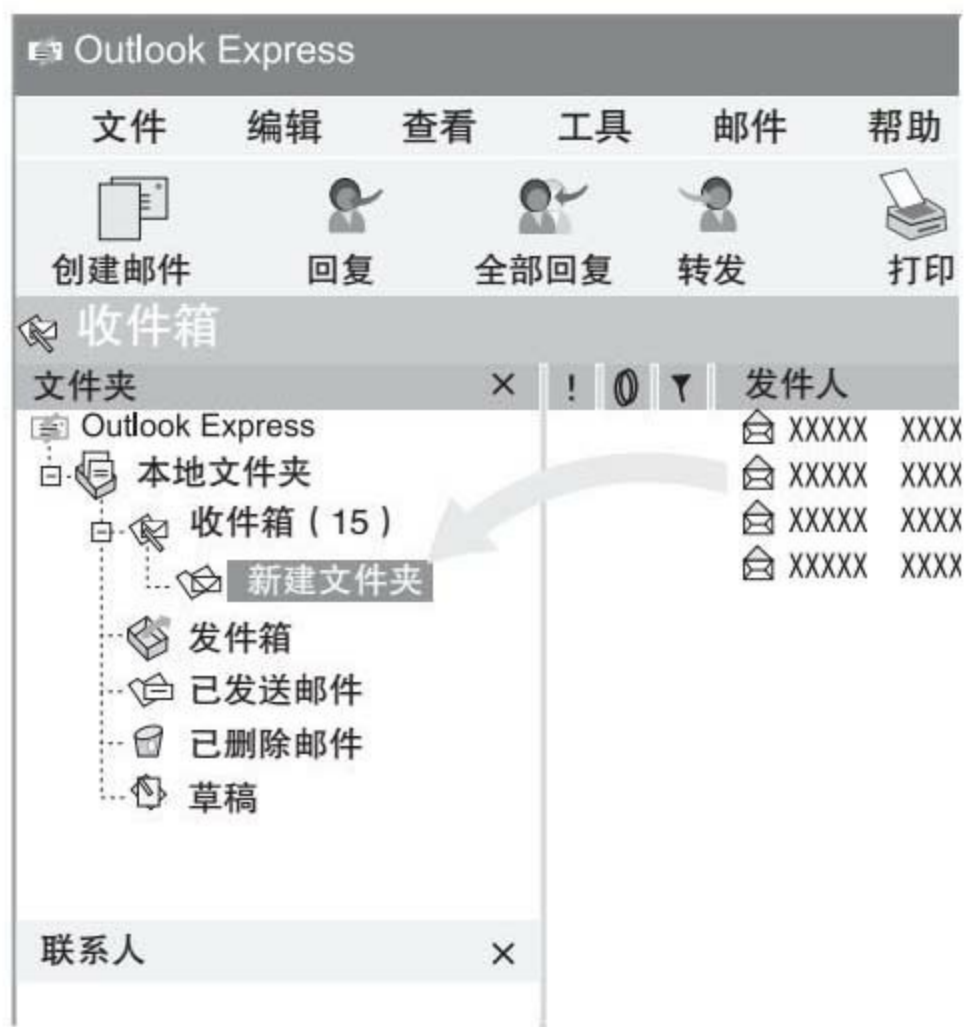 Outlook Express
文件 编辑 查看 工具 邮件 帮助
创建邮件 回复 全部回复 转发 打印
收件箱
文件夹 × ! 发件人
Outlook Express
本地文件夹
收件箱（15）
新建文件夹
发件箱
已发送邮件
已删除邮件
草稿
XXXXX XXXX
XXXXX XXXX
XXXXX XXXX
XXXXX XXXX
联系人 ×